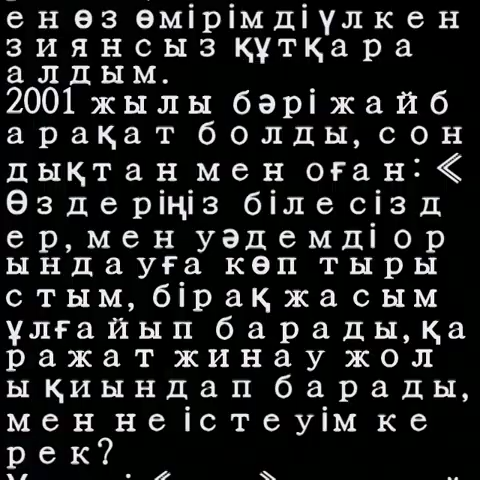 ен өз өмірімді үлкен
зиянсыз құтқара
алдым.
2001 жылы бәрі жайб
арақат болды, сон
дықтан мен оған: 《
Өздеріңіз білесізд
ер, мен уәдемді ор
ындауға көп тыры
стым, бірақ жасым
ұлғайып барады, қа
ражат жинау жол
ы қиындап барады,
мен не істеуім ке
рек?